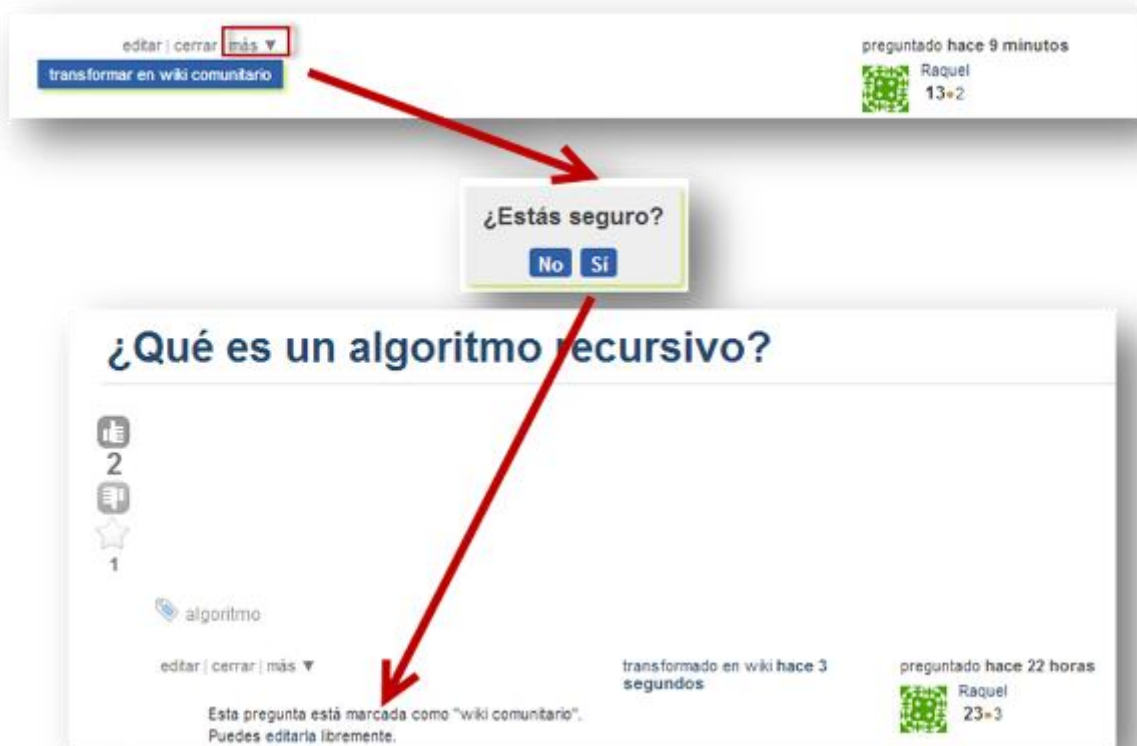 editar | cerrar | más ▼
transformar en wiki comunitario
preguntado hace 9 minutos
Raquel
13•2
¿Estás seguro?
No Sí
¿Qué es un algoritmo recursivo?
2
1
algoritmo
editar | cerrar | más ▼
transformado en wiki hace 3
segundos
preguntado hace 22 horas
Raquel
23•3
Esta pregunta está marcada como "wiki comunitario".
Puedes editarla libremente.